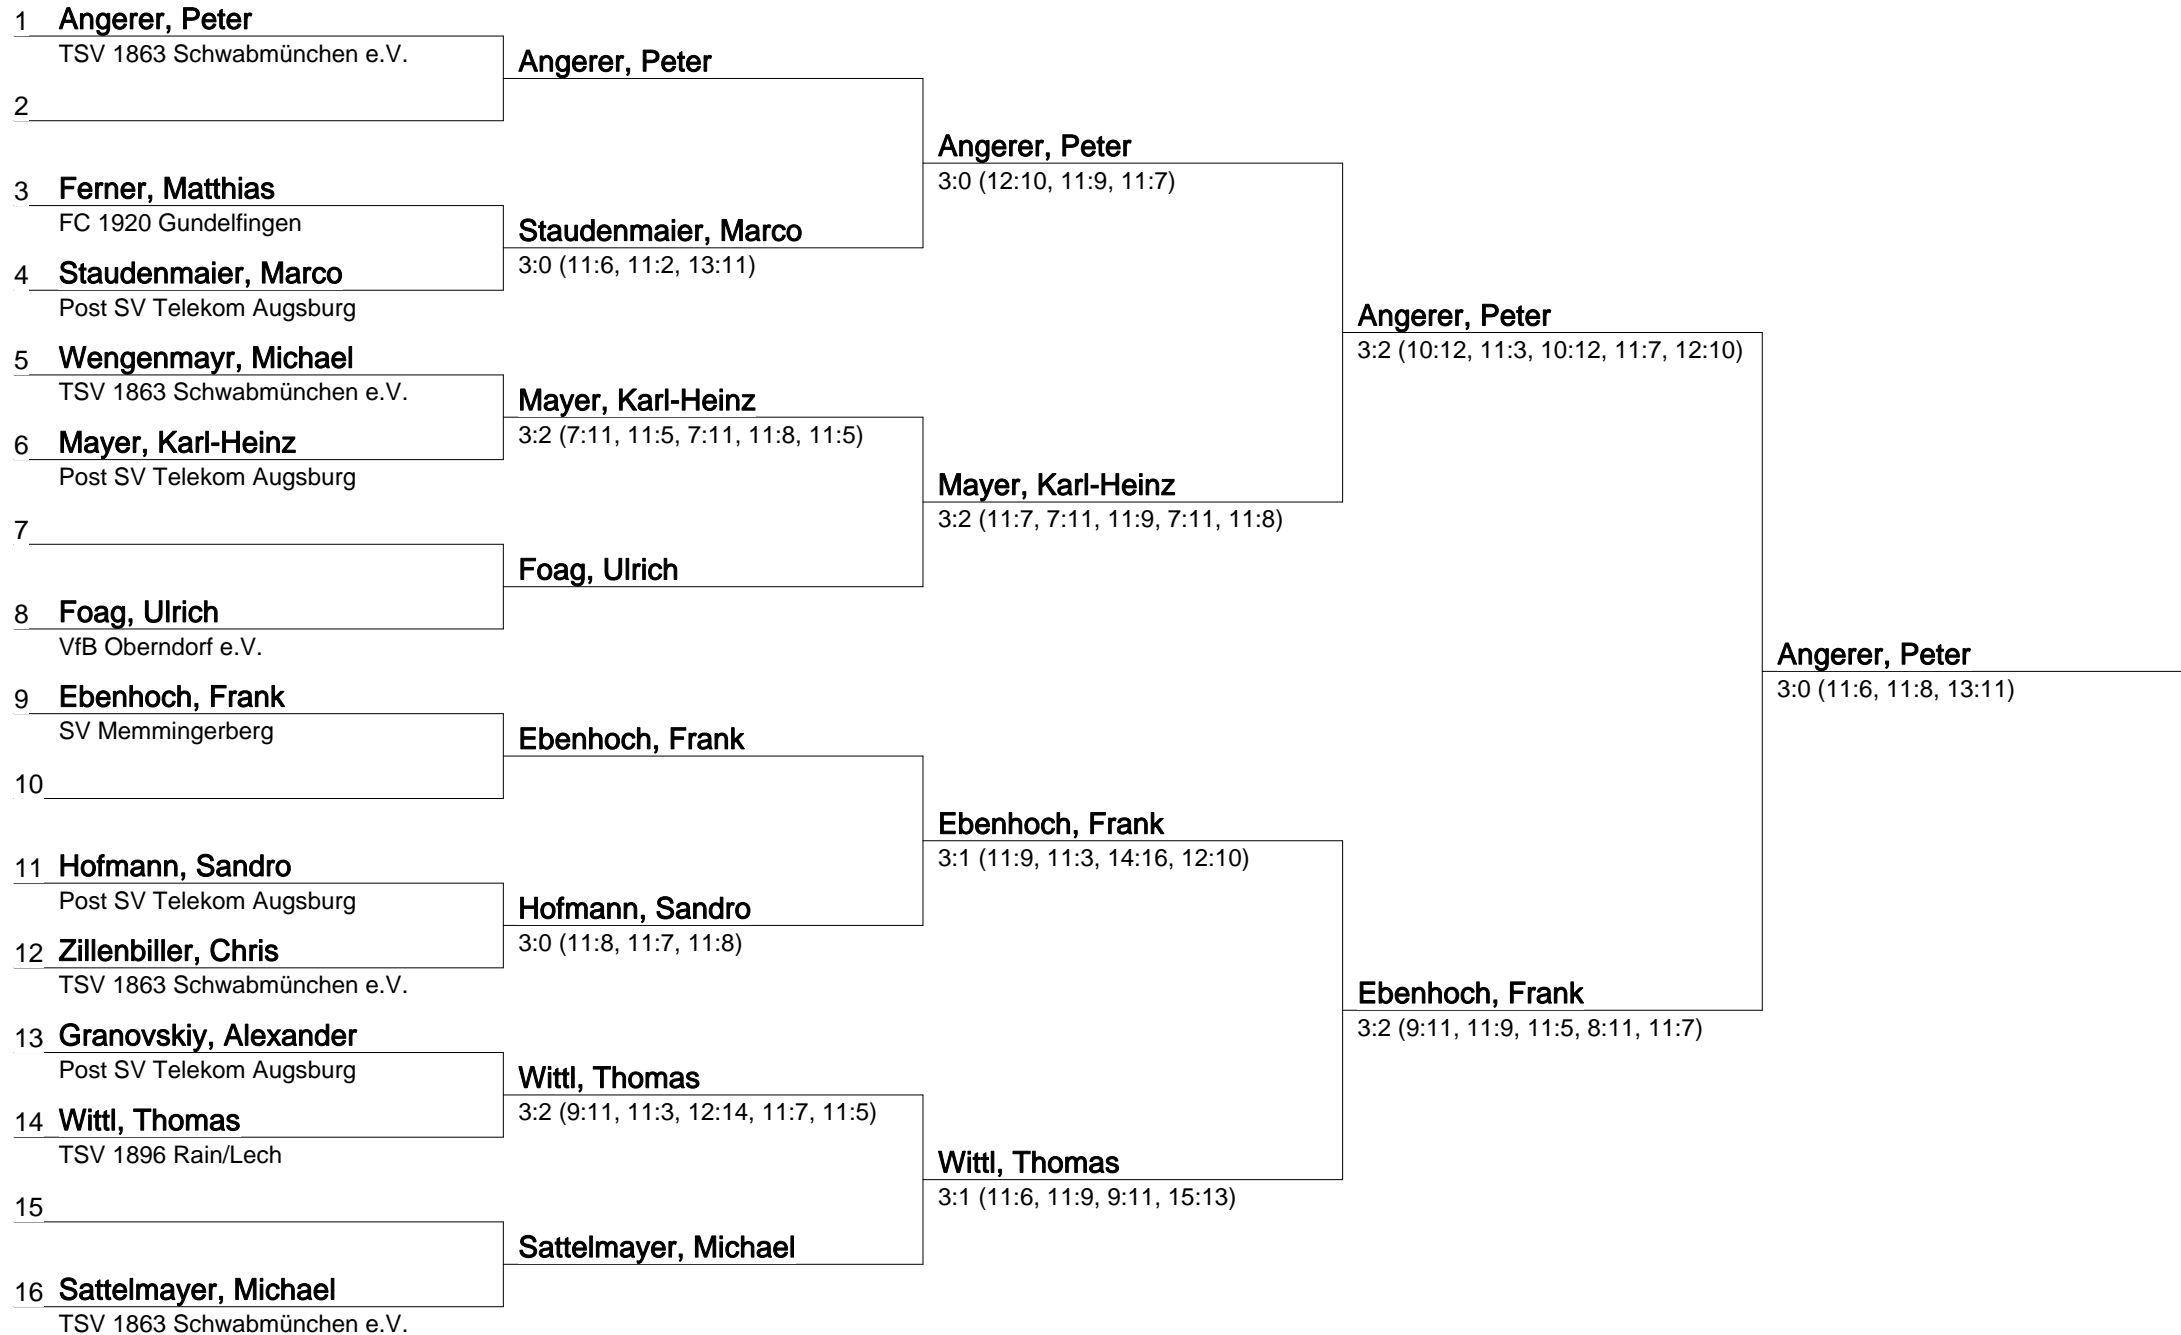 1 Angerer, Peter
TSV 1863 Schwabmünchen e.V.
Angerer, Peter
2
Angerer, Peter
3:0 (12:10, 11:9, 11:7)
3 Ferner, Matthias
FC 1920 Gundelfingen
Staudenmaier, Marco
3:0 (11:6, 11:2, 13:11)
4 Staudenmaier, Marco
Post SV Telekom Augsburg
Angerer, Peter
3:2 (10:12, 11:3, 10:12, 11:7, 12:10)
5 Wengenmayr, Michael
TSV 1863 Schwabmünchen e.V.
Mayer, Karl-Heinz
3:2 (7:11, 11:5, 7:11, 11:8, 11:5)
6 Mayer, Karl-Heinz
Post SV Telekom Augsburg
Mayer, Karl-Heinz
3:2 (11:7, 7:11, 11:9, 7:11, 11:8)
7
Foag, Ulrich
8 Foag, Ulrich
VfB Oberndorf e.V.
Angerer, Peter
3:0 (11:6, 11:8, 13:11)
9 Ebenhoch, Frank
SV Memmingerberg
Ebenhoch, Frank
10
Ebenhoch, Frank
3:1 (11:9, 11:3, 14:16, 12:10)
11 Hofmann, Sandro
Post SV Telekom Augsburg
Hofmann, Sandro
3:0 (11:8, 11:7, 11:8)
12 Zillenbiller, Chris
TSV 1863 Schwabmünchen e.V.
Ebenhoch, Frank
3:2 (9:11, 11:9, 11:5, 8:11, 11:7)
13 Granovskiy, Alexander
Post SV Telekom Augsburg
Wittl, Thomas
3:2 (9:11, 11:3, 12:14, 11:7, 11:5)
14 Wittl, Thomas
TSV 1896 Rain/Lech
Wittl, Thomas
3:1 (11:6, 11:9, 9:11, 15:13)
15
Sattelmayer, Michael
16 Sattelmayer, Michael
TSV 1863 Schwabmünchen e.V.